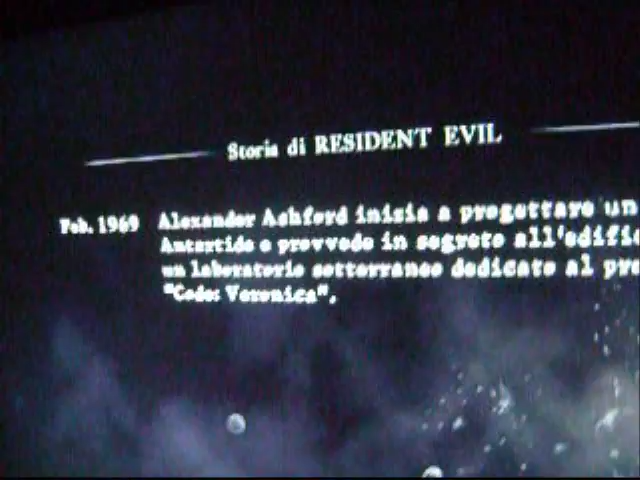 Storia di RESIDENT EVIL
Feb. 1969 Alexander Ashford inizia a progettare un
Antartide e provvede in segreto all'edific
un laboratorio sotterraneo dedicato al pro
"Code: Veronica".